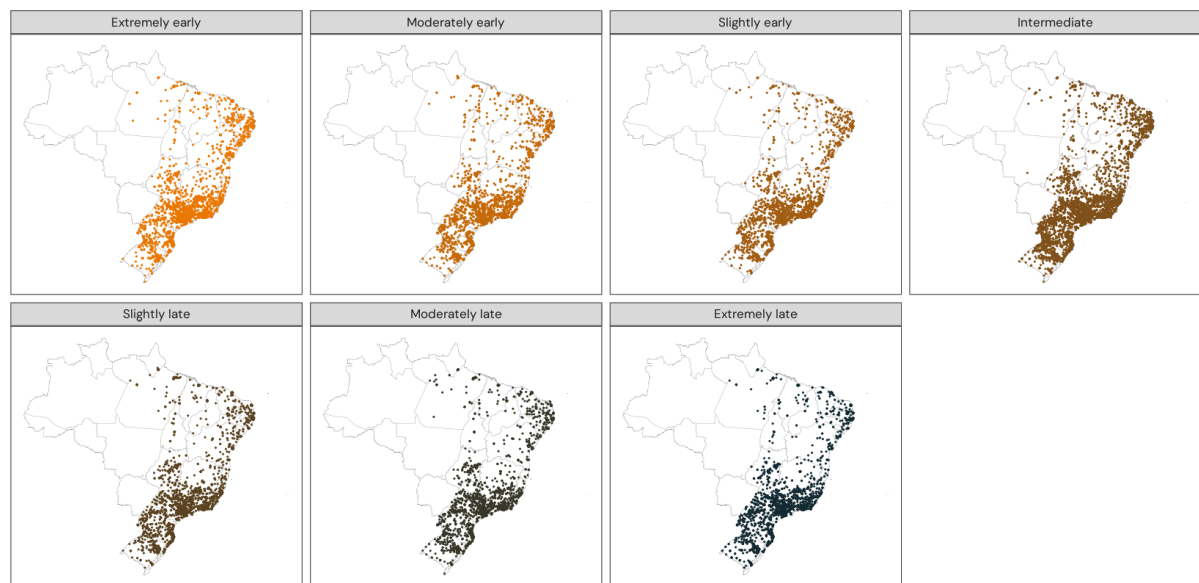 Extremely early
Moderately early
Slightly early
Intermediate
Slightly late
Moderately late
Extremely late